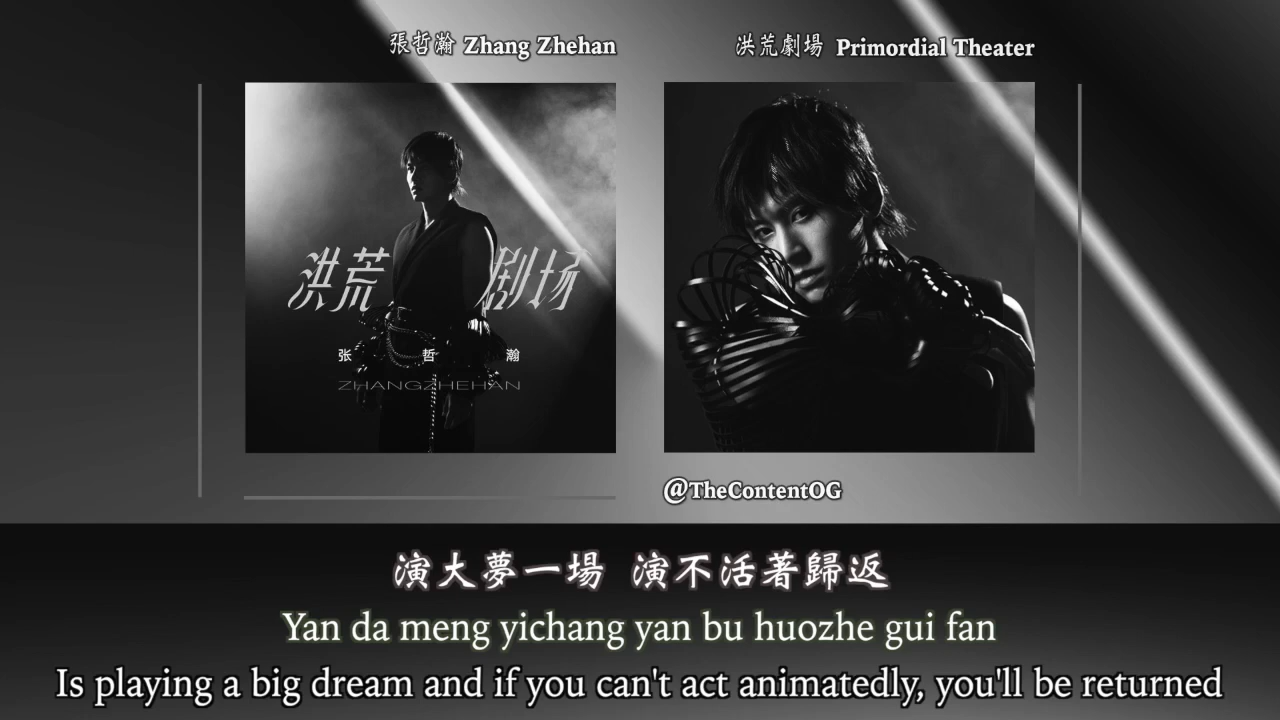 張哲瀚 Zhang Zhehan
洪荒劇場 Primordial Theater
洪荒 剧场
张 哲 瀚
ZHANGZHEHAN
@TheContentOG
演大夢一場 演不活著歸返
Yan da meng yichang yan bu huozhe gui fan
Is playing a big dream and if you can't act animatedly, you'll be returned